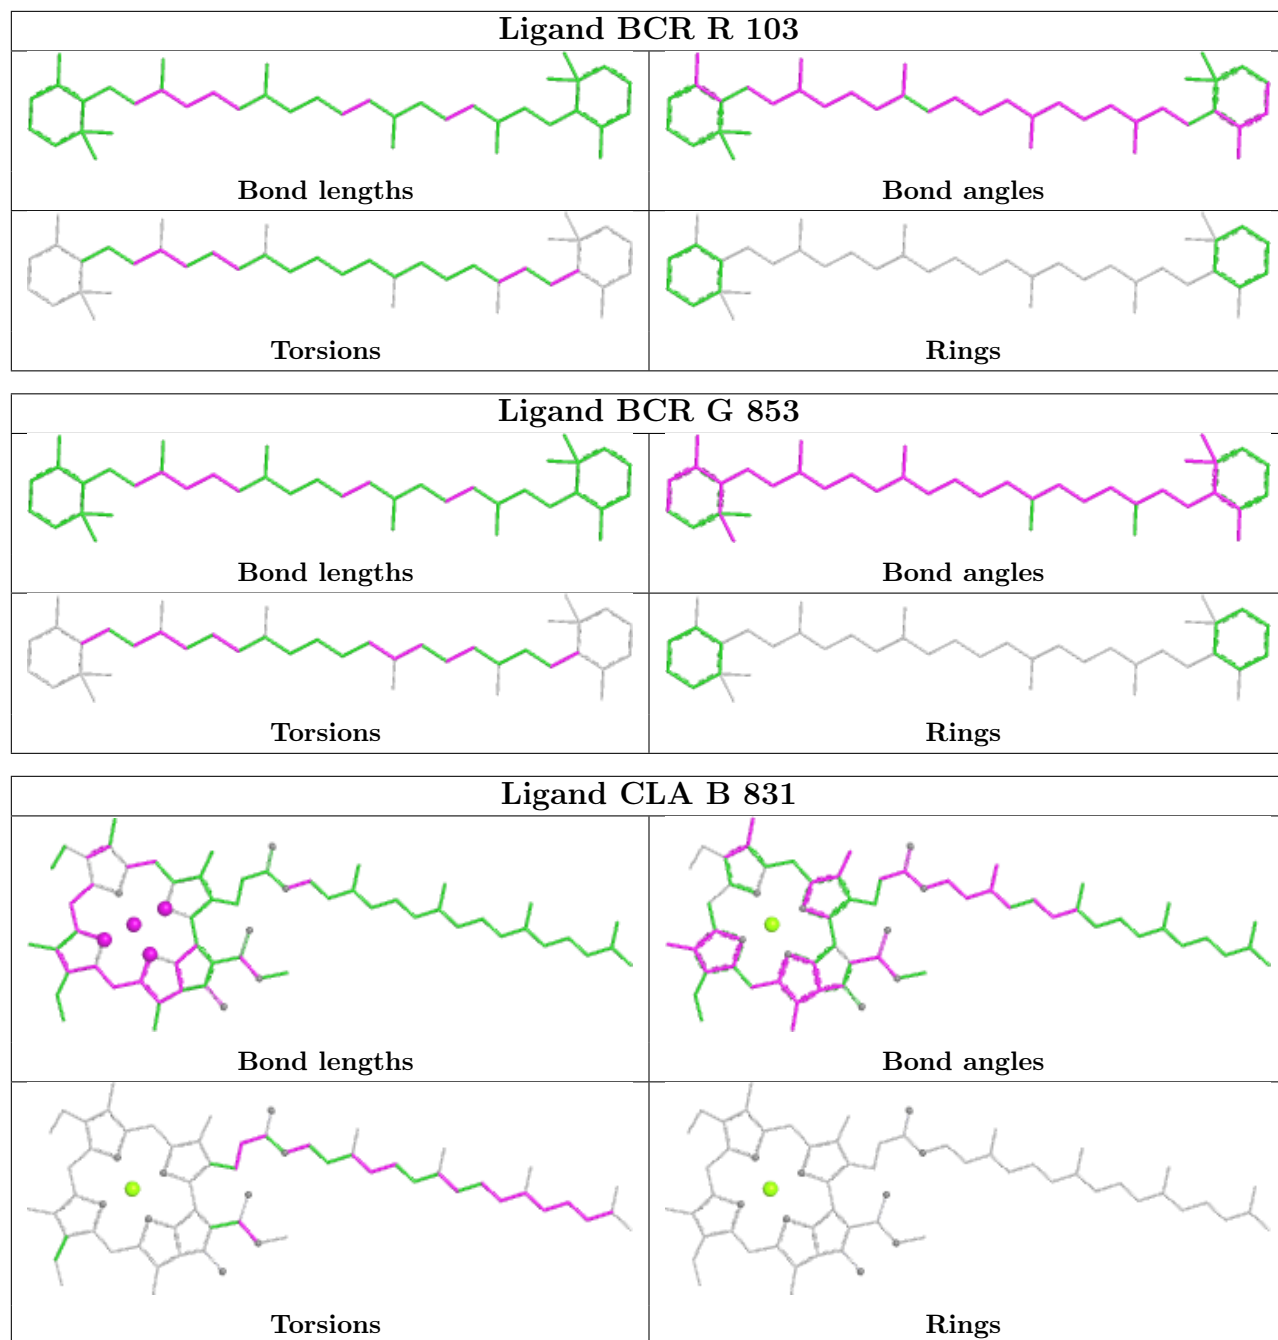 Ligand BCR R 103
Bond lengths
Bond angles
Torsions
Rings
Ligand BCR G 853
Bond lengths
Bond angles
Torsions
Rings
Ligand CLA B 831
Bond lengths
Bond angles
Torsions
Rings